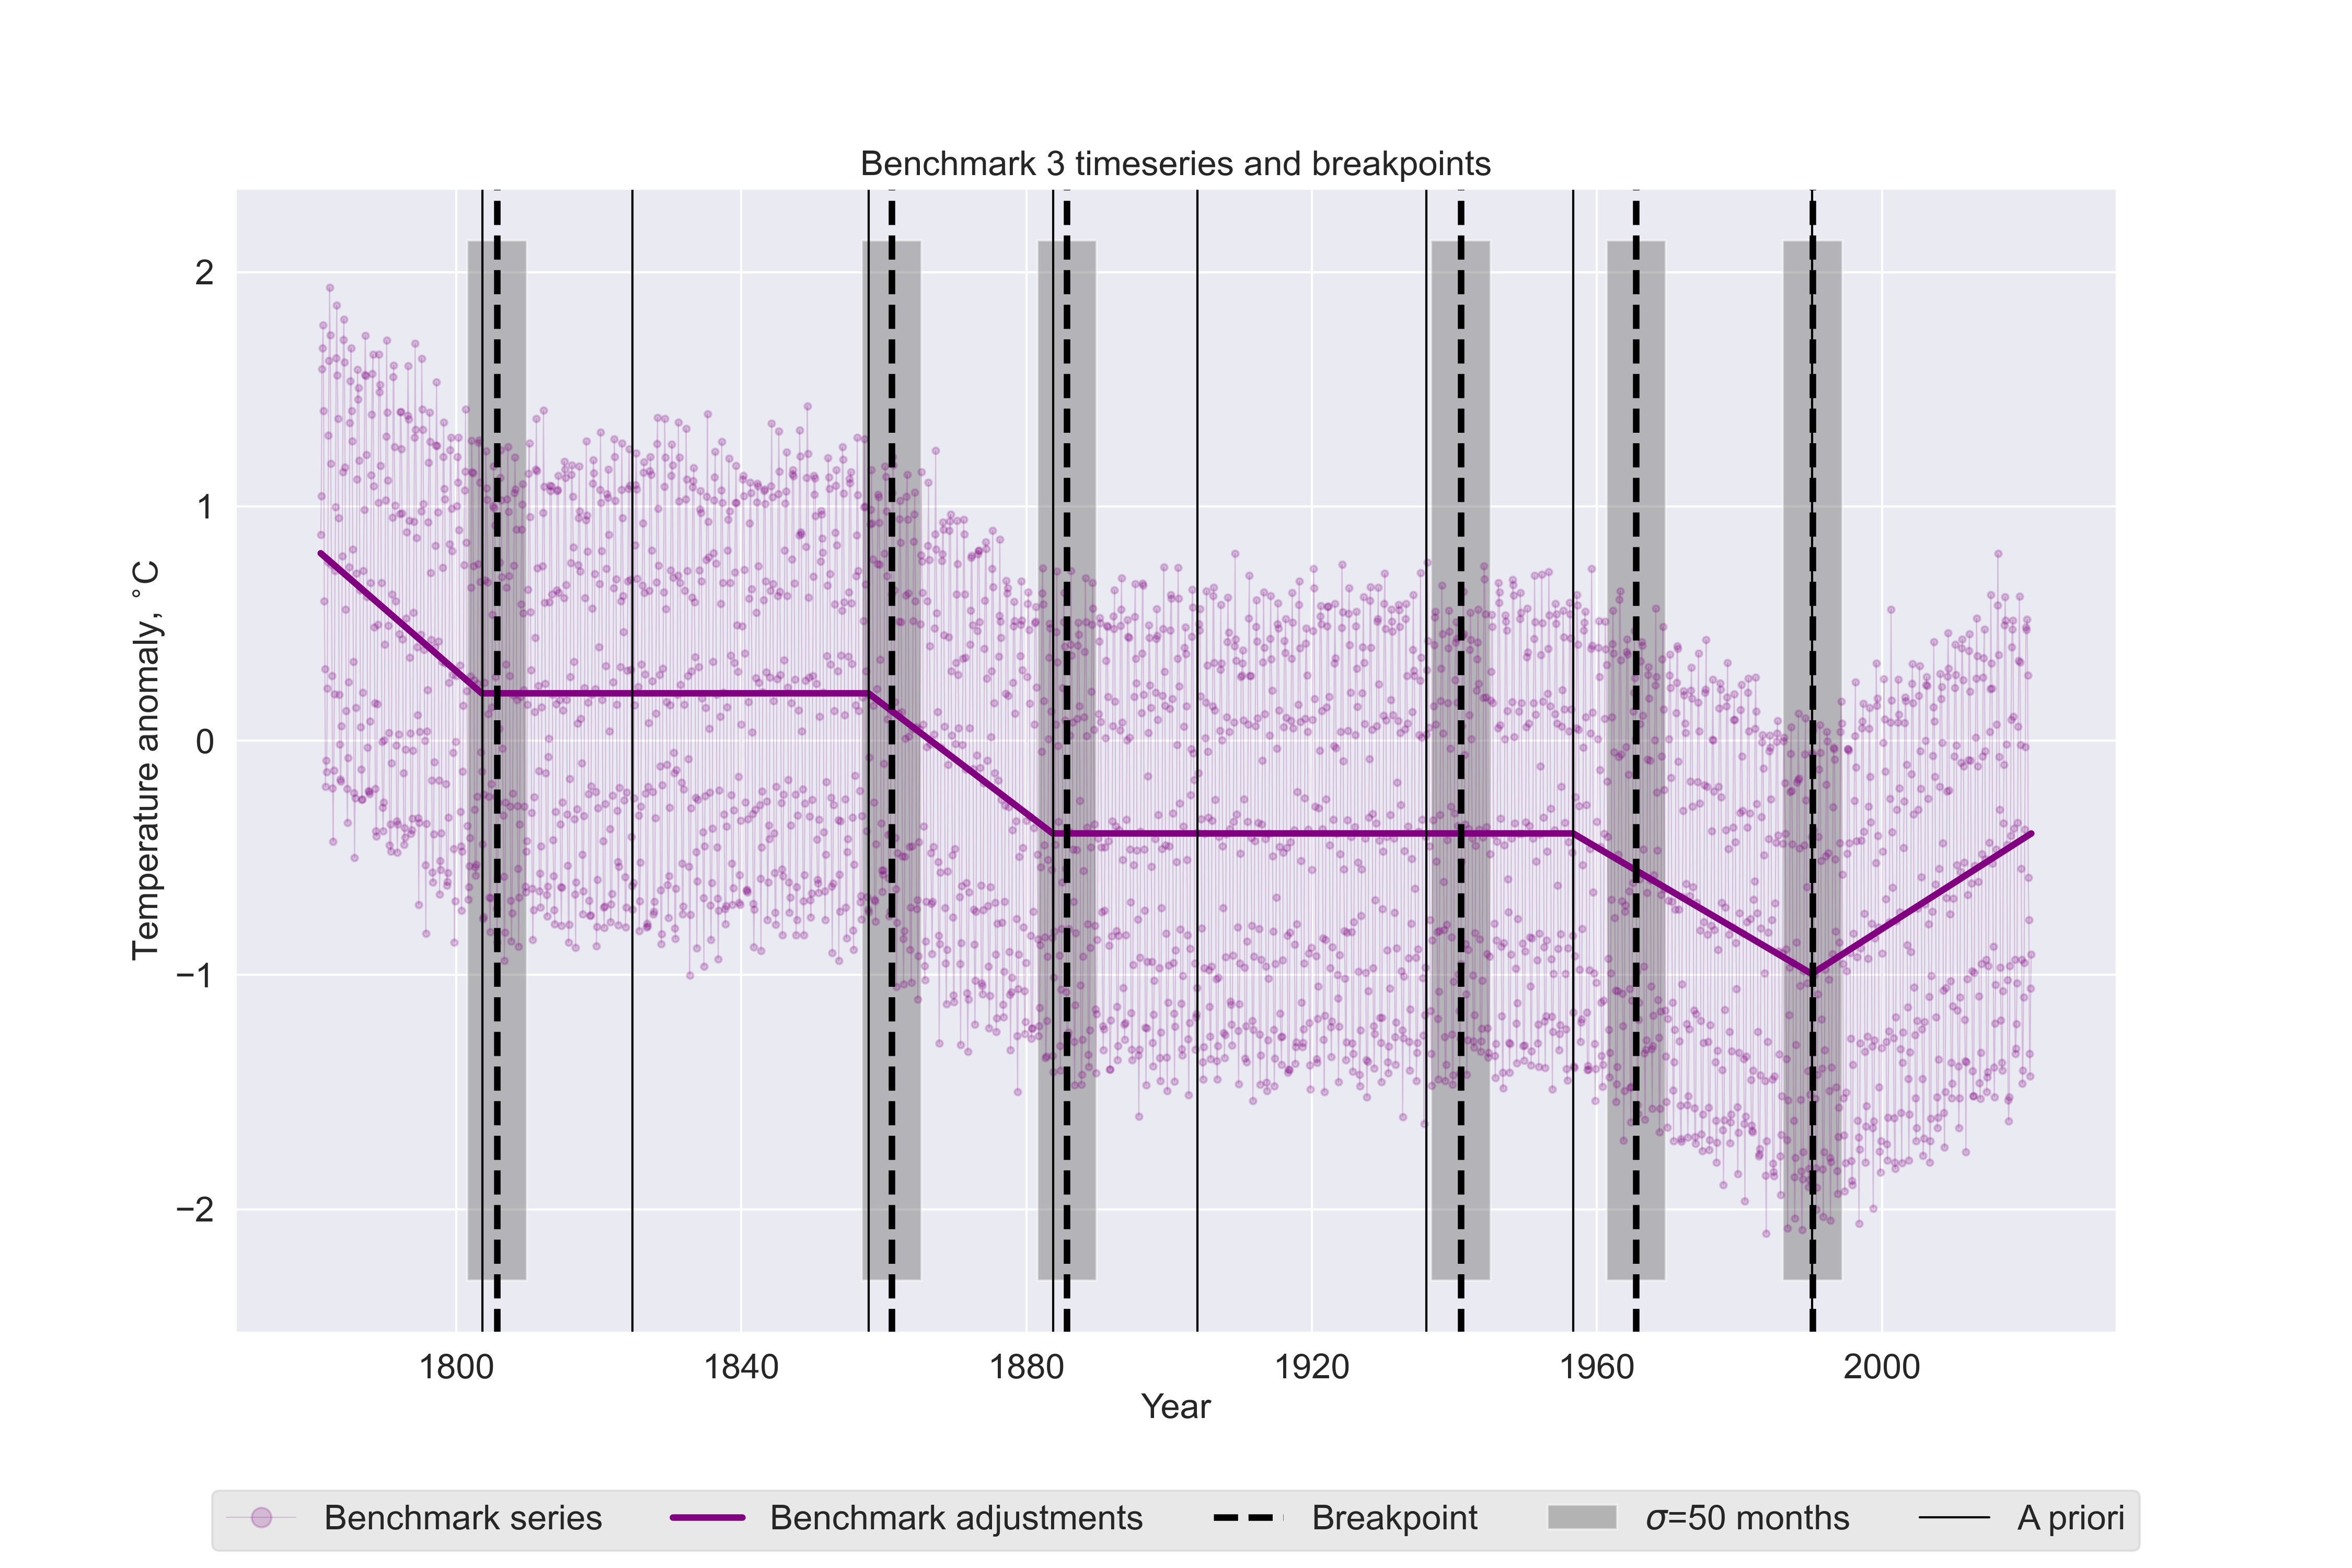 Benchmark 3 timeseries and breakpoints
Temperature anomaly, °C
2
1
0
−1
−2
1800 1840 1880 1920 1960 2000
Year
Benchmark series Benchmark adjustments Breakpoint σ=50 months A priori